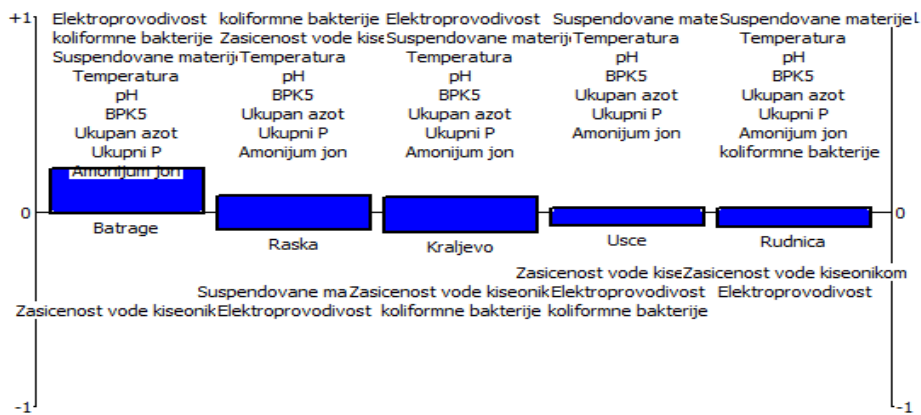 +1
Elektroprovodivost
koliformne bakterije
Suspendovane materij
Temperatura
pH
BPK5
Ukupan azot
Ukupni P
Amonijum jon
koliformne bakterije
Zasicenost vode kise
Temperatura
pH
BPK5
Ukupan azot
Ukupni P
Amonijum jon
Elektroprovodivost
Suspendovane materij
Temperatura
pH
BPK5
Ukupan azot
Ukupni P
Amonijum jon
Suspendovane mate
Temperatura
pH
BPK5
Ukupan azot
Ukupni P
Amonijum jon
Suspendovane materije
Temperatura
pH
BPK5
Ukupan azot
Ukupni P
Amonijum jon
koliformne bakterije
0
0
Batrage
Raska
Kraljevo
Usce
Rudnica
Zasicenost vode kiseonik
Suspendovane ma
Elektroprovodivost
Zasicenost vode kiseonik
koliformne bakterije
Zasicenost vode kise
Elektroprovodivost
koliformne bakterije
Zasicenost vode kiseonikom
Elektroprovodivost
-1
-1